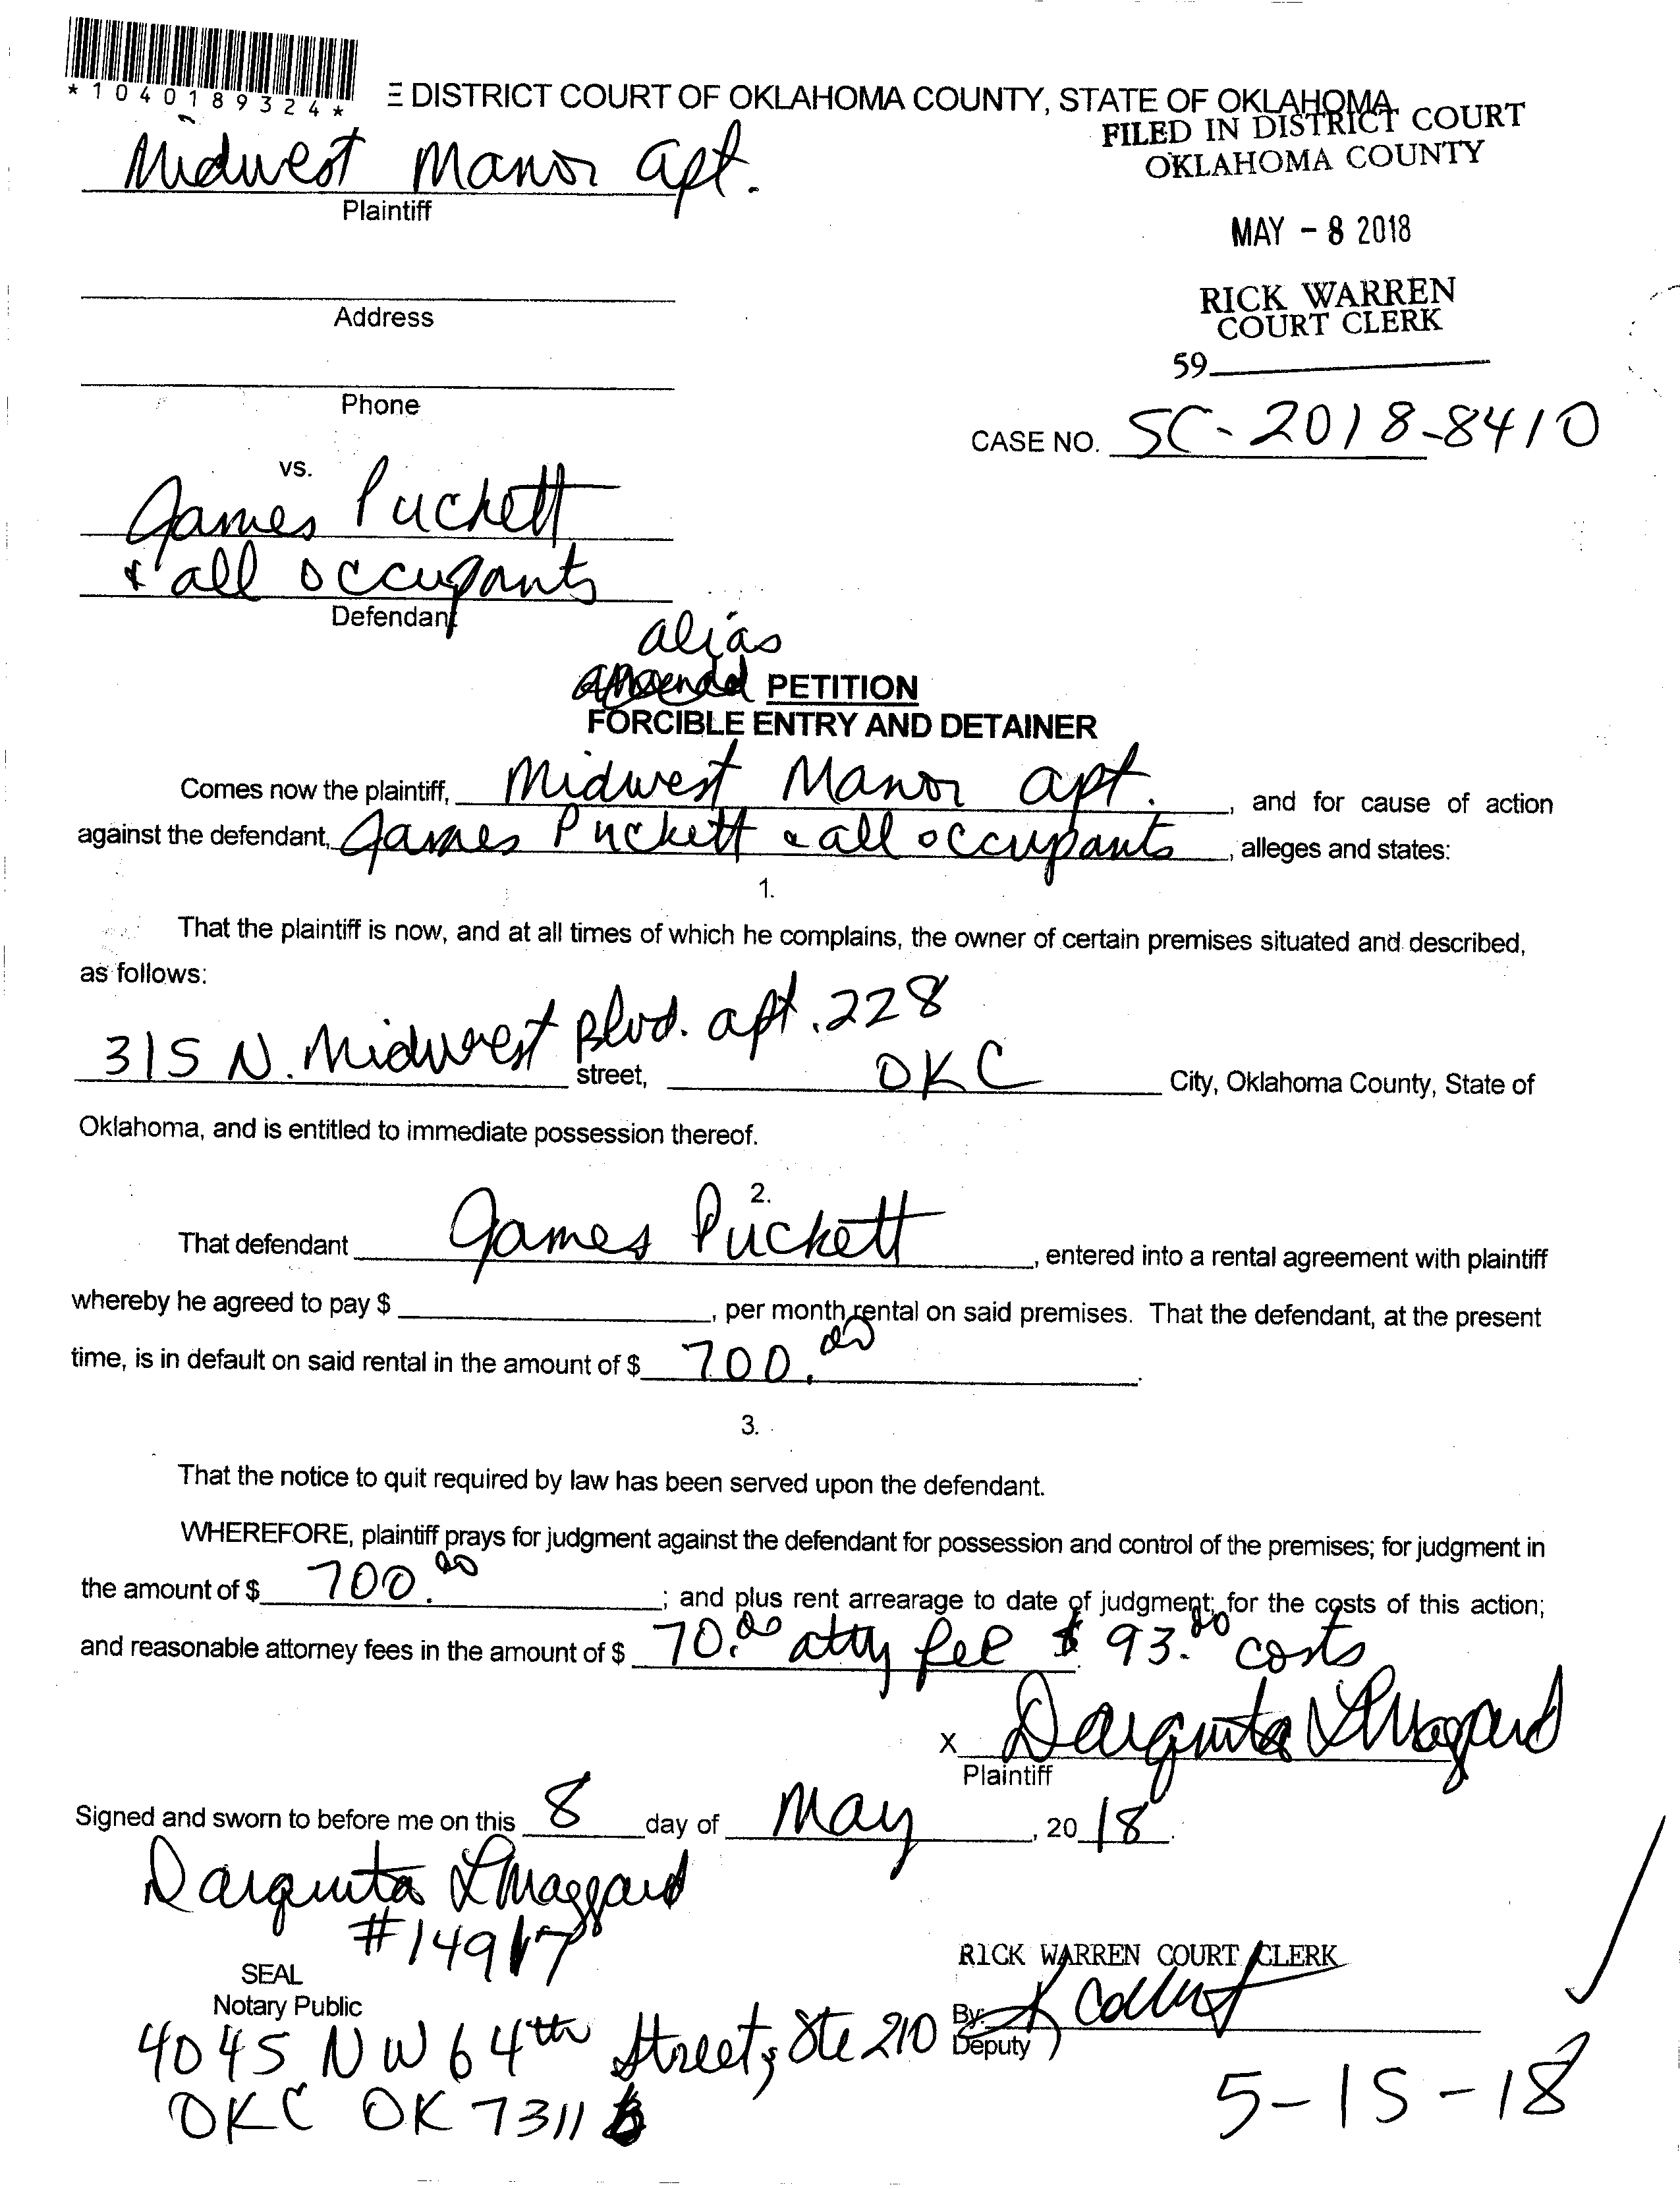 *1040189324*
E DISTRICT COURT OF OKLAHOMA COUNTY, STATE OF OKLAHOMA
FILED IN DISTRICT COURT
OKLAHOMA COUNTY
Midwest Manor apt.
Plaintiff
MAY - 8 2018
RICK WARREN
COURT CLERK
Address
59
Phone
CASE NO. SC-2018-8410
vs.
James Puckett
& all occupants
Defendant
alias
PETITION
FORCIBLE ENTRY AND DETAINER
Comes now the plaintiff, Midwest Manor apt., and for cause of action
against the defendant, James Puckett & all occupants, alleges and states:
1.
That the plaintiff is now, and at all times of which he complains, the owner of certain premises situated and described,
as follows:
315 N. Midwest Blvd. apt. 228
street, OKC City, Oklahoma County, State of
Oklahoma, and is entitled to immediate possession thereof.
2.
That defendant James Puckett, entered into a rental agreement with plaintiff
whereby he agreed to pay $, per month rental on said premises. That the defendant, at the present
time, is in default on said rental in the amount of $ 700.00.
3.
That the notice to quit required by law has been served upon the defendant.
WHEREFORE, plaintiff prays for judgment against the defendant for possession and control of the premises; for judgment in
the amount of $ 700.00; and plus rent arrearage to date of judgment; for the costs of this action;
and reasonable attorney fees in the amount of $ 70.00 atty fee $ 93.00 costs
X Darquita L Maggard
Plaintiff
Signed and sworn to before me on this 8 day of May, 2018.
Darquita L Maggard
#14917
SEAL
Notary Public
RICK WARREN COURT CLERK
By:
Deputy
4045 NW 64th Street, Ste 210
OKC OK 73116
5-15-18